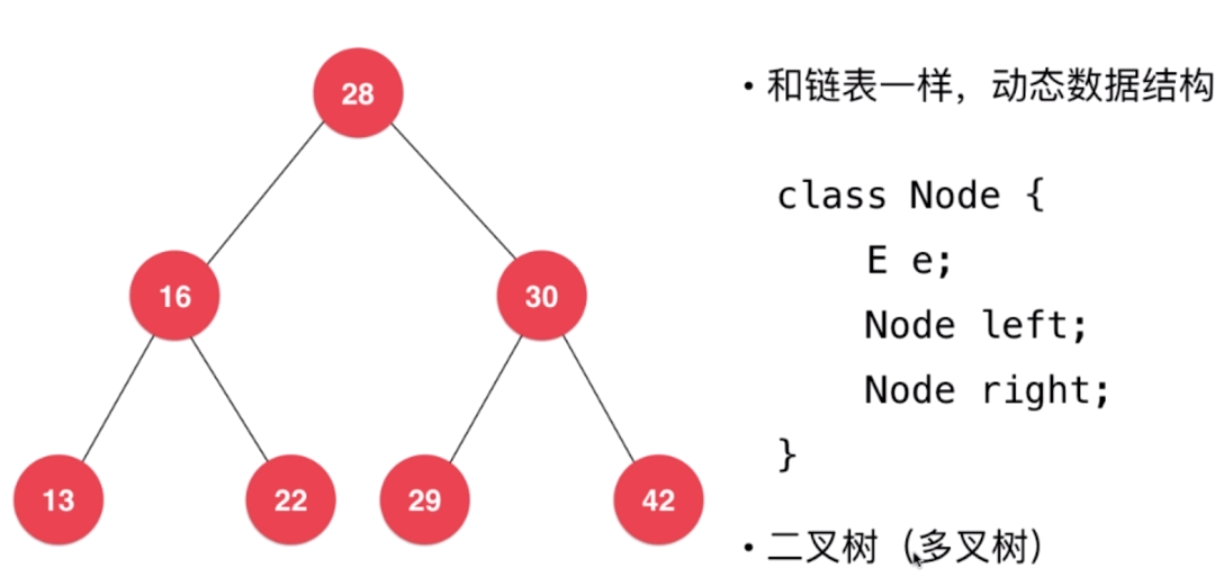 28
16
30
13
22
29
42
• 和链表一样，动态数据结构
class Node {
E e;
Node left;
Node right;
}
• 二叉树（多叉树）